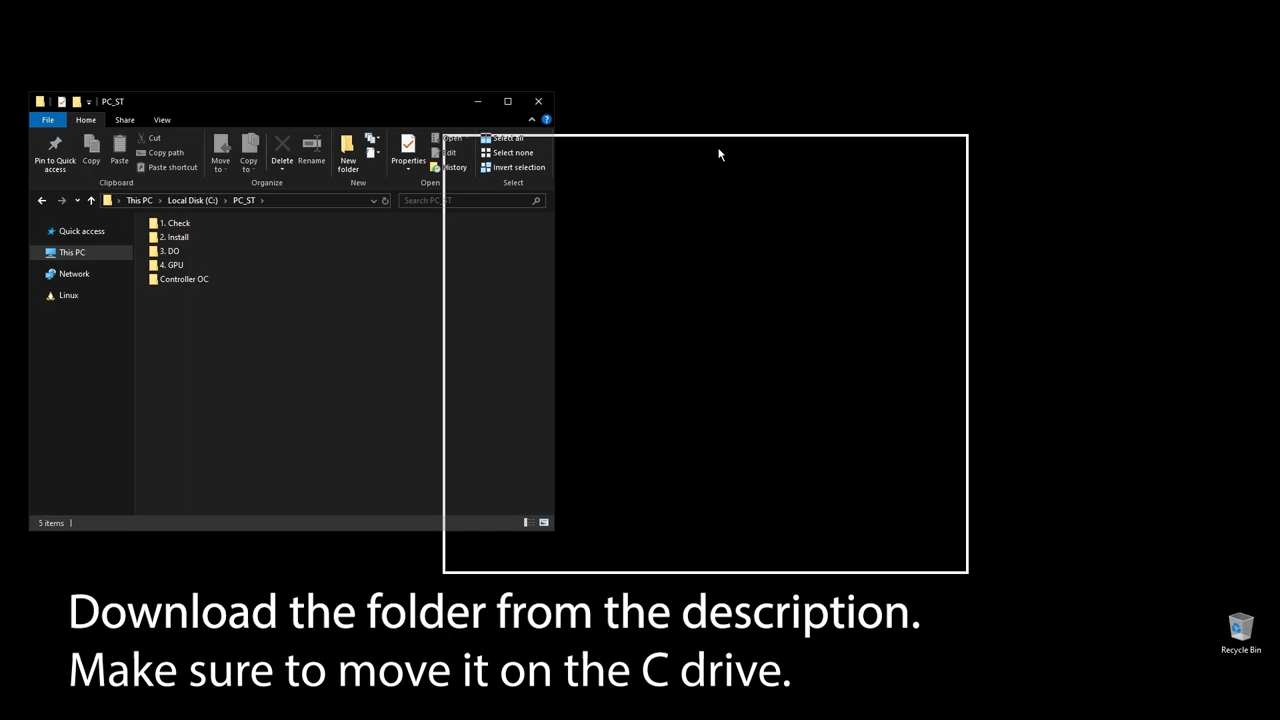 PC_ST
File Home Share View
Pin to Quick access
Copy
Paste
Cut
Copy path
Paste shortcut
Move to
Copy to
Delete
Rename
New folder
Properties
Open
Edit
History
Select all
Select none
Invert selection
Clipboard Organize New Open Select
This PC > Local Disk (C:) > PC_ST >
Search PC_ST
Quick access
This PC
Network
Linux
1. Check
2. Install
3. DO
4. GPU
Controller OC
5 items
Download the folder from the description.
Make sure to move it on the C drive.
Recycle Bin